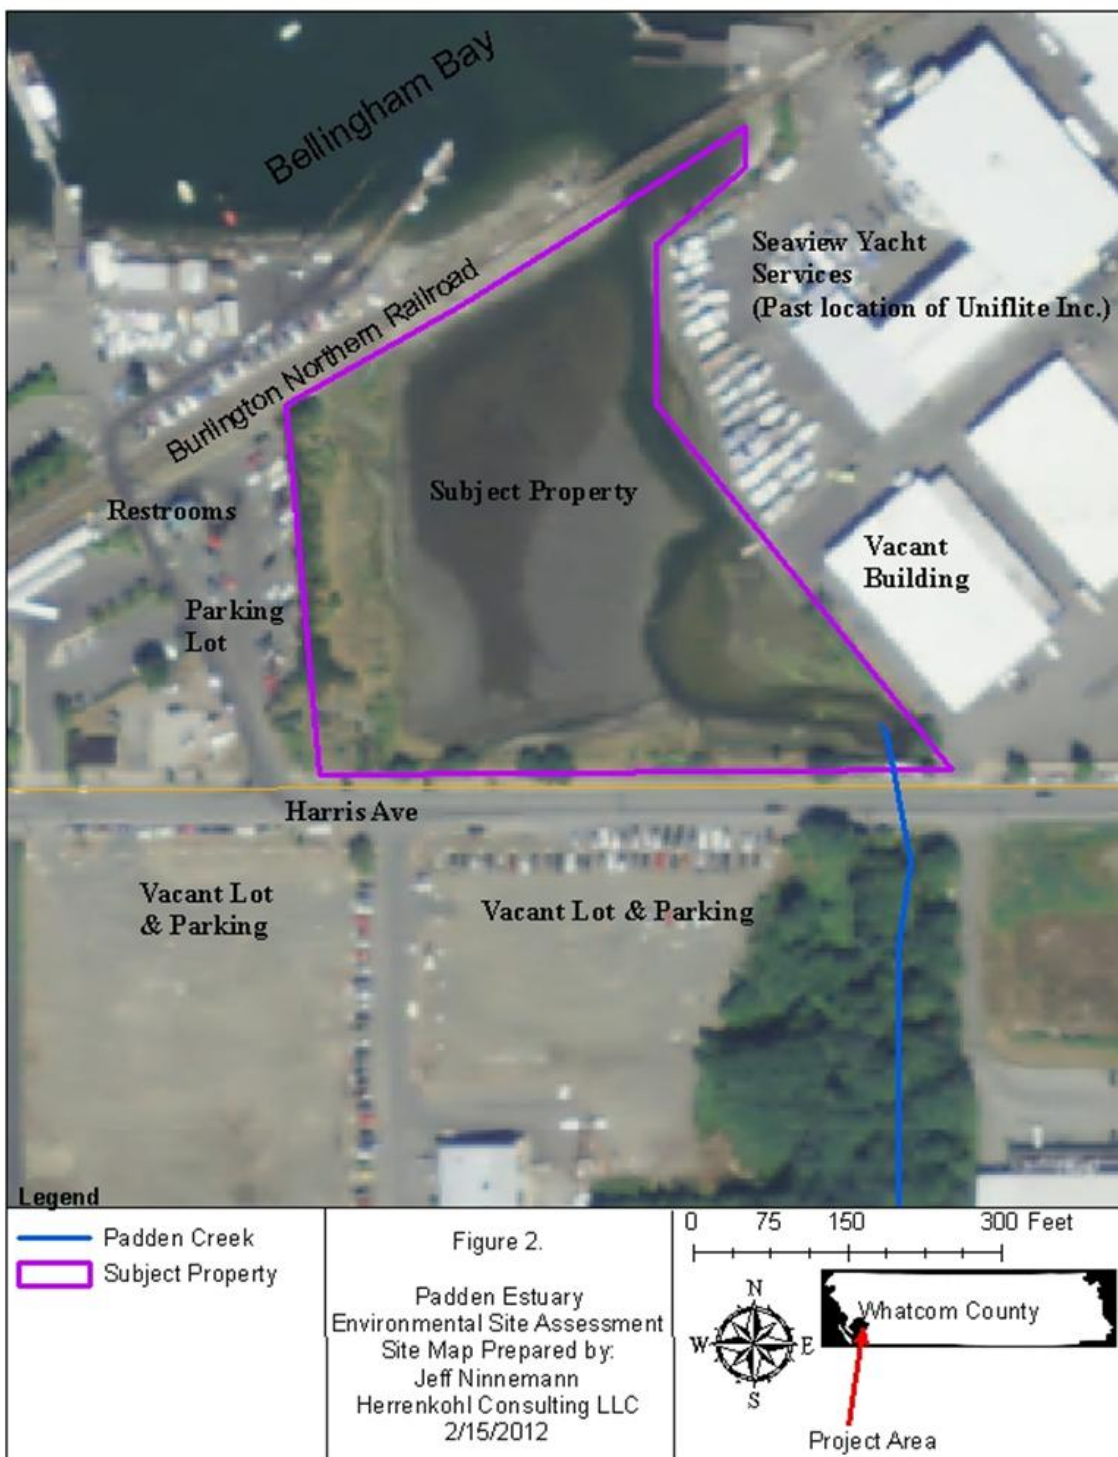 Bellingham Bay
Seaview Yacht
Services
(Past location of Uniflite Inc.)
Burlington Northern Railroad
Subject Property
Restrooms
Vacant
Building
Parking
Lot
Harris Ave
Vacant Lot
& Parking
Vacant Lot & Parking
Legend
Padden Creek
Subject Property
Figure 2.
Padden Estuary
Environmental Site Assessment
Site Map Prepared by:
Jeff Ninnemann
Herrenkohl Consulting LLC
2/15/2012
0 75 150 300 Feet
N
W E
S
Whatcom County
Project Area